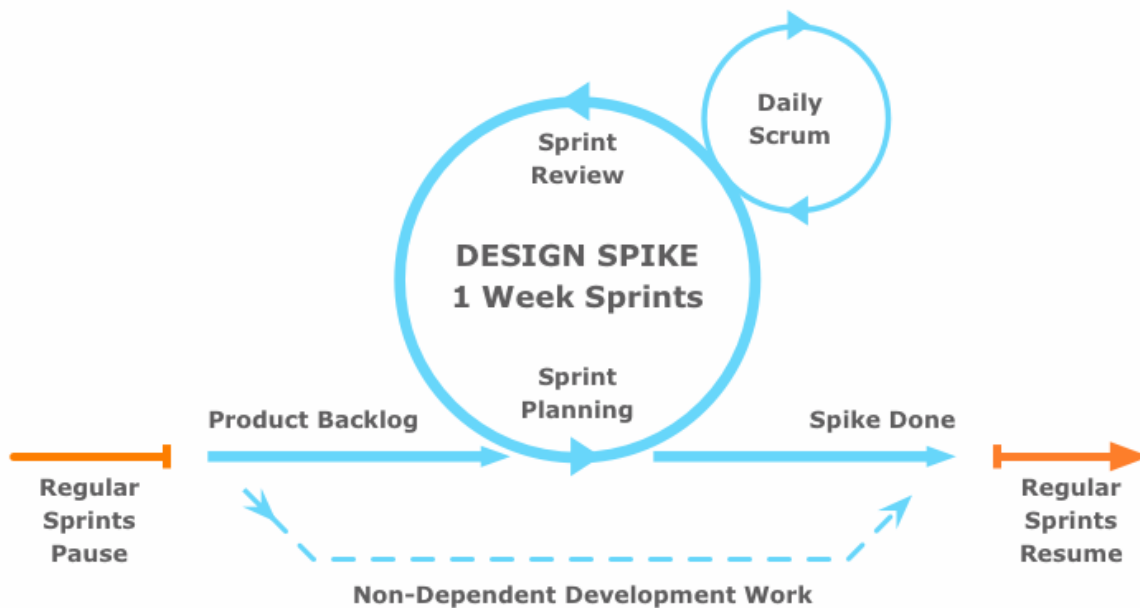 Daily
Scrum
Sprint
Review
DESIGN SPIKE
1 Week Sprints
Sprint
Planning
Product Backlog
Spike Done
Regular
Sprints
Pause
Regular
Sprints
Resume
Non-Dependent Development Work